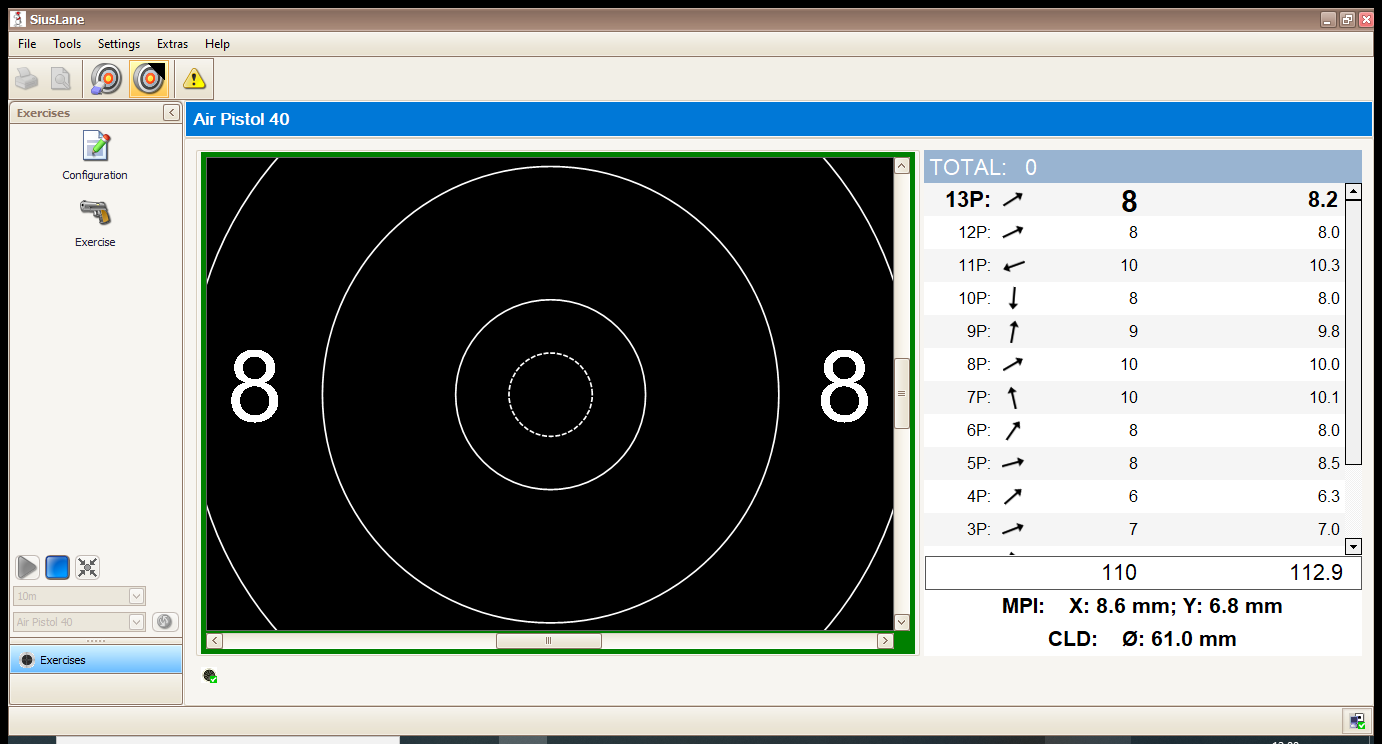 SiusLane
File Tools Settings Extras Help
Exercises
Configuration
Exercise
10m
Air Pistol 40
Exercises
Air Pistol 40
8 8
TOTAL: 0
13P: 8 8.2
12P: 8 8.0
11P: 10 10.3
10P: 8 8.0
9P: 9 9.8
8P: 10 10.0
7P: 10 10.1
6P: 8 8.0
5P: 8 8.5
4P: 6 6.3
3P: 7 7.0
110 112.9
MPI: X: 8.6 mm; Y: 6.8 mm
CLD: Ø: 61.0 mm